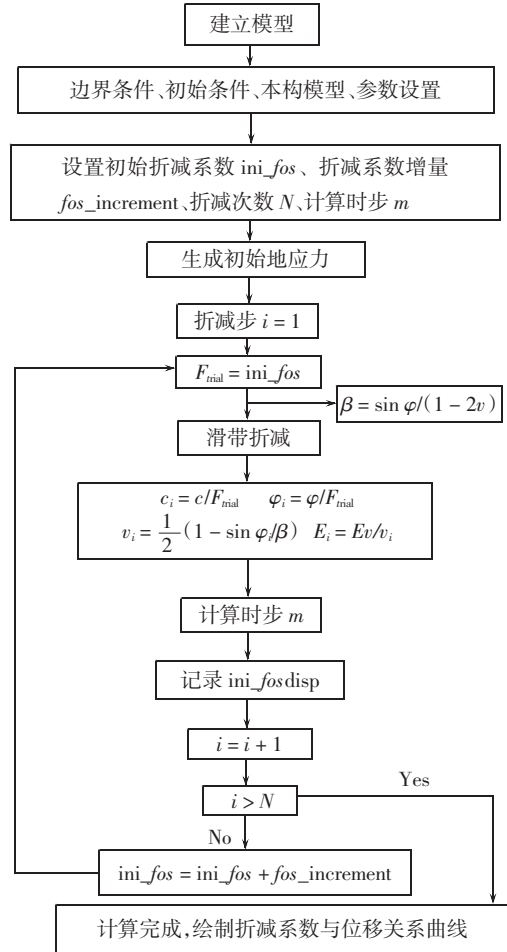 建立模型
边界条件、初始条件、本构模型、参数设置
设置初始折减系数 ini_fos、折减系数增量
fos_increment、折减次数 N、计算时步 m
生成初始地应力
折减步 i = 1
F_trial = ini_fos
β = sin φ/(1 - 2v)
滑带折减
c_i = c/F_trial φ_i = φ/F_trial
v_i = 1/2 (1 - sin φ_i/β) E_i = Ev/v_i
计算时步 m
记录 ini_fosdisp
i = i + 1
i > N
Yes
No
ini_fos = ini_fos + fos_increment
计算完成,绘制折减系数与位移关系曲线